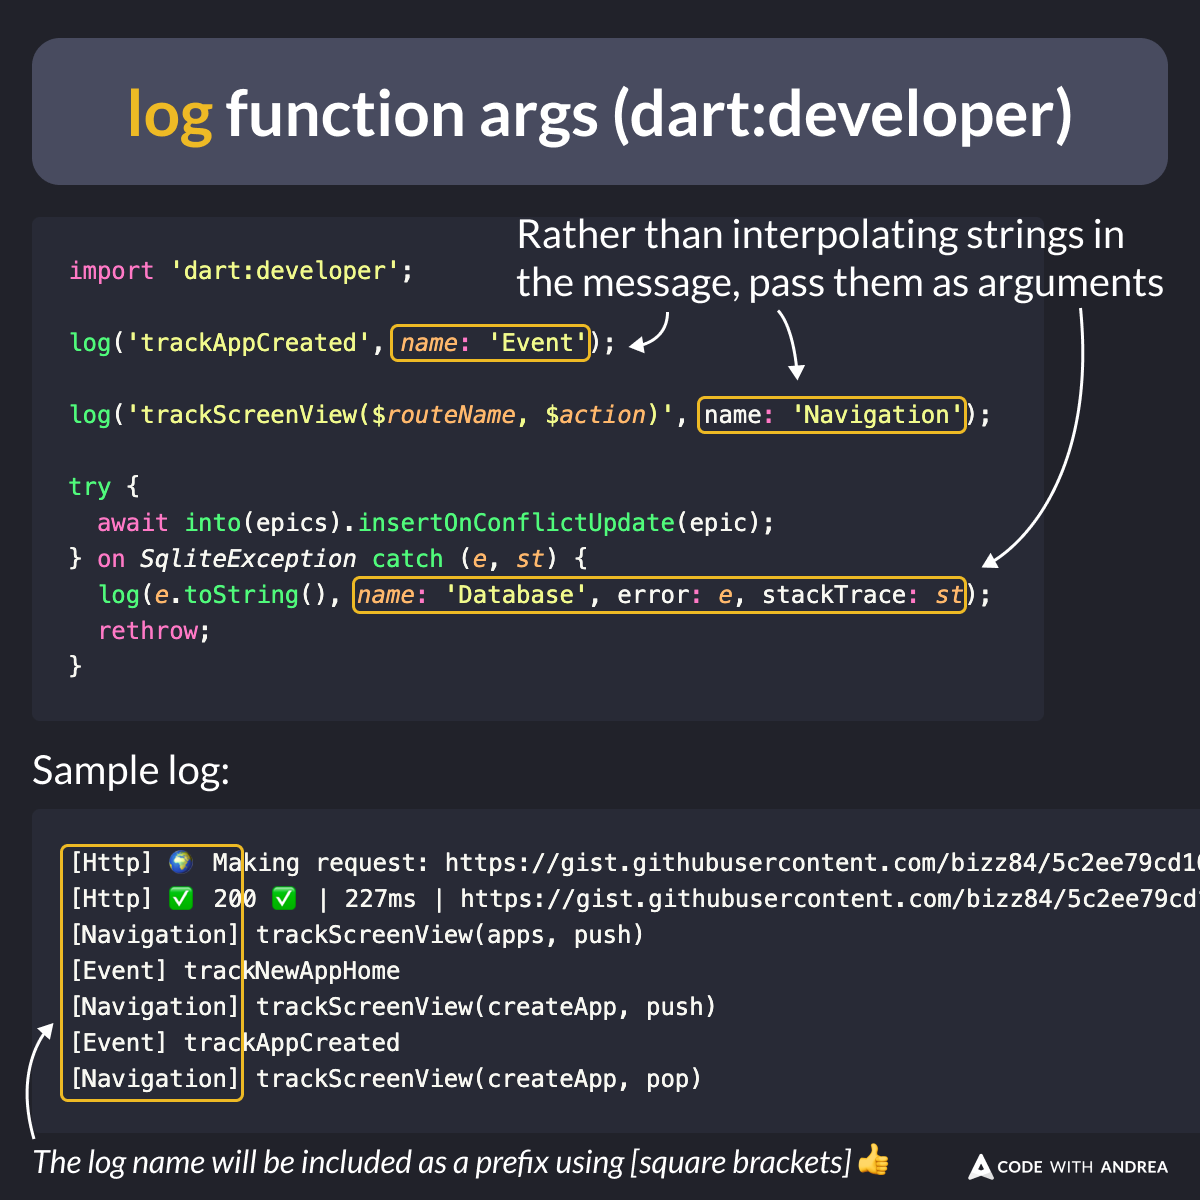 log function args (dart:developer)
Rather than interpolating strings in
the message, pass them as arguments
import 'dart:developer';
log('trackAppCreated', name: 'Event');
log('trackScreenView($routeName, $action)', name: 'Navigation');
try {
  await into(epics).insertOnConflictUpdate(epic);
} on SqliteException catch (e, st) {
  log(e.toString(), name: 'Database', error: e, stackTrace: st);
  rethrow;
}
Sample log:
[Http] 🌍 Making request: https://gist.githubusercontent.com/bizz84/5c2ee79cd10
[Http] ✅ 200 ✅ | 227ms | https://gist.githubusercontent.com/bizz84/5c2ee79cd
[Navigation] trackScreenView(apps, push)
[Event] trackNewAppHome
[Navigation] trackScreenView(createApp, push)
[Event] trackAppCreated
[Navigation] trackScreenView(createApp, pop)
The log name will be included as a prefix using [square brackets] 👍
CODE WITH ANDREA